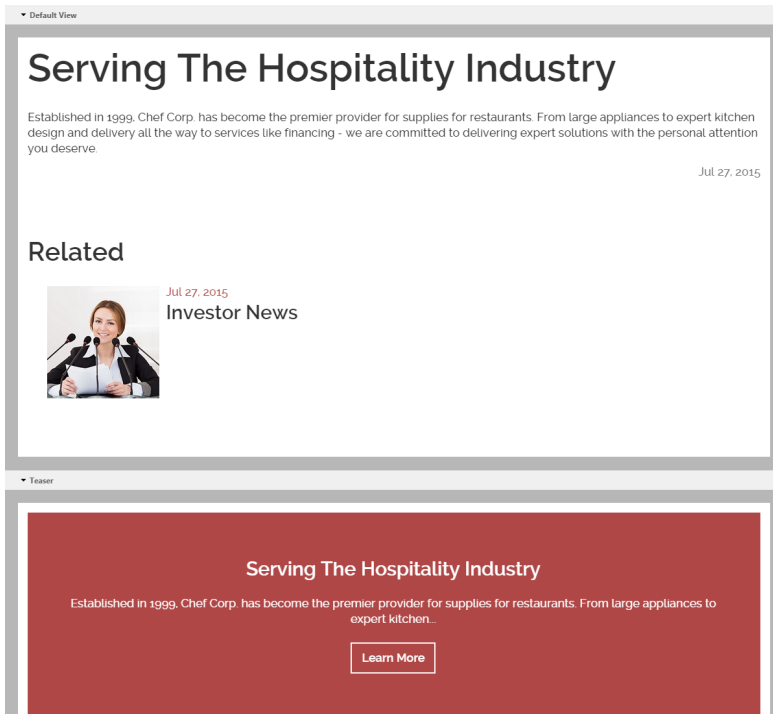 Default View
Serving The Hospitality Industry
Established in 1999, Chef Corp. has become the premier provider for supplies for restaurants. From large appliances to expert kitchen
design and delivery all the way to services like financing - we are committed to delivering expert solutions with the personal attention
you deserve.
Jul 27, 2015
Related
Jul 27, 2015
Investor News
Teaser
Serving The Hospitality Industry
Established in 1999, Chef Corp. has become the premier provider for supplies for restaurants. From large appliances to
expert kitchen...
Learn More